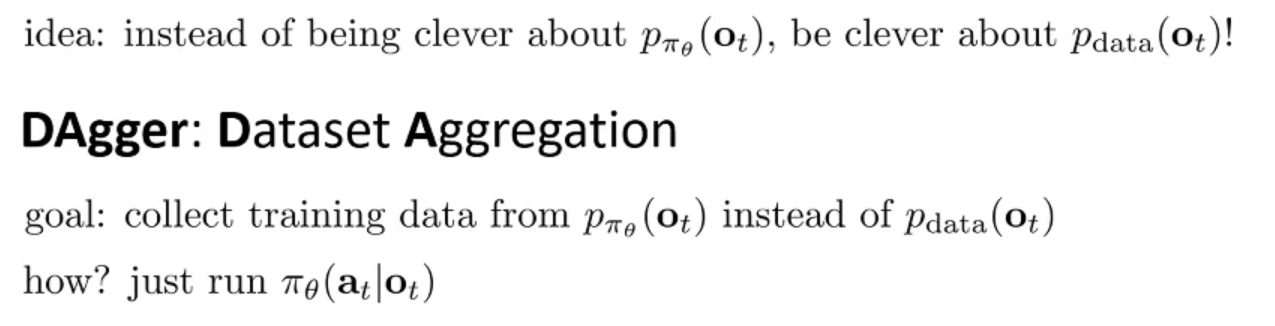 idea: instead of being clever about $p_{\pi_\theta}(\mathbf{o}_t)$, be clever about $p_{\text{data}}(\mathbf{o}_t)$!
DAgger: Dataset Aggregation
goal: collect training data from $p_{\pi_\theta}(\mathbf{o}_t)$ instead of $p_{\text{data}}(\mathbf{o}_t)$
how? just run $\pi_\theta(\mathbf{a}_t|\mathbf{o}_t)$